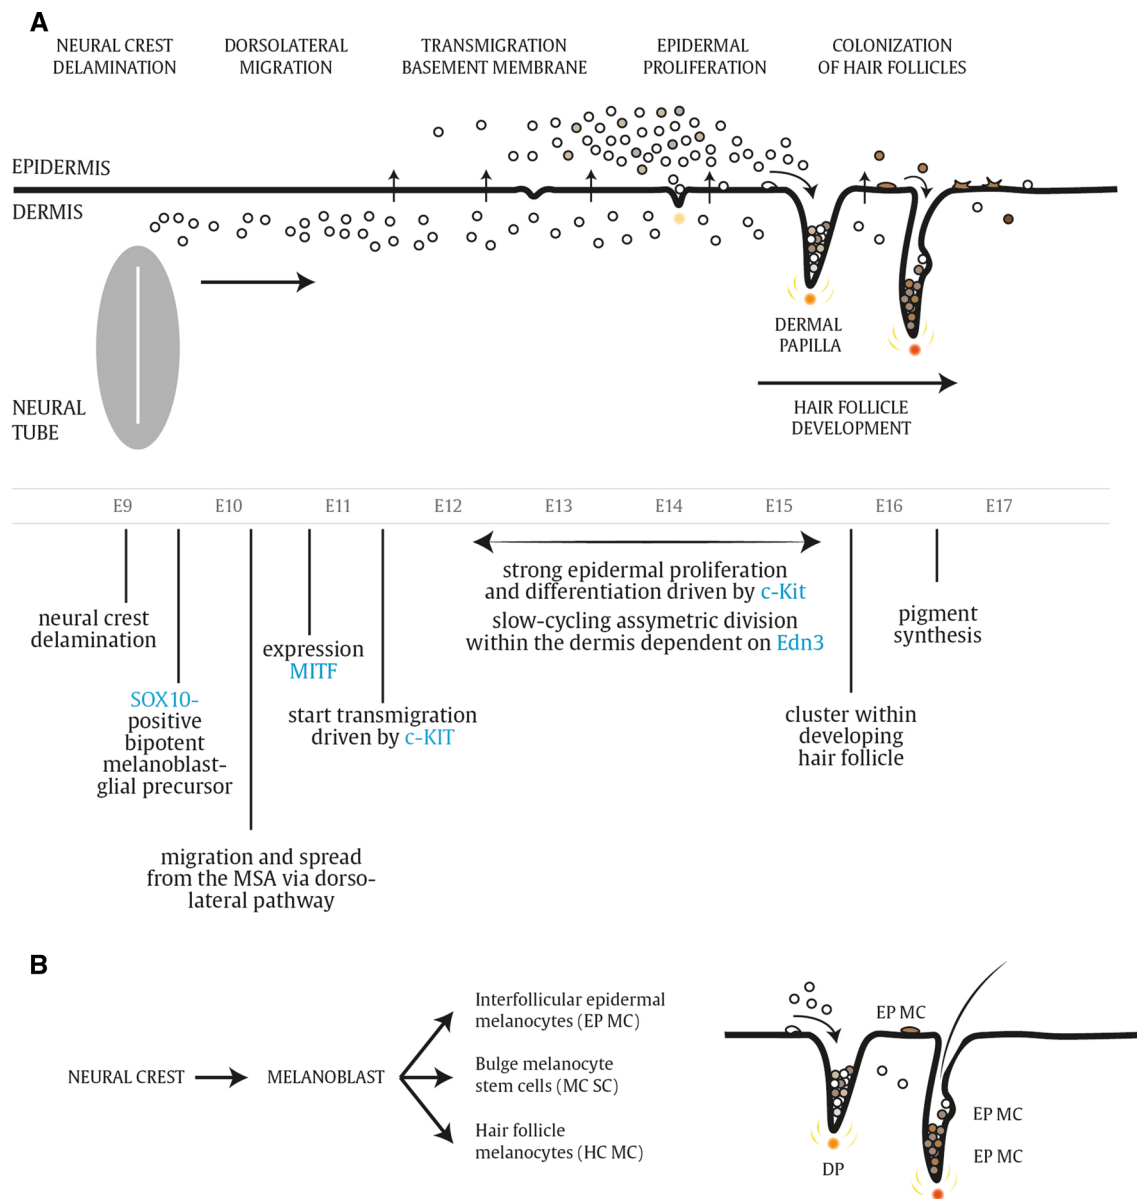 A
NEURAL CREST
DELAMINATION
DORSOLATERAL
MIGRATION
TRANSMIGRATION
BASEMENT MEMBRANE
EPIDERMAL
PROLIFERATION
COLONIZATION
OF HAIR FOLLICLES
EPIDERMIS
DERMIS
DERMAL
PAPILLA
NEURAL
TUBE
HAIR FOLLICLE
DEVELOPMENT
E9 E10 E11 E12 E13 E14 E15 E16 E17
neural crest
delamination
SOX10-
positive
bipotent
melanoblast-
glial precursor
migration and spread
from the MSA via dorso-
lateral pathway
expression
MITF
start transmigration
driven by c-KIT
strong epidermal proliferation
and differentiation driven by c-Kit
slow-cycling assymetric division
within the dermis dependent on Edn3
cluster within
developing
hair follicle
pigment
synthesis
B
NEURAL CREST
MELANOBLAST
Interfollicular epidermal
melanocytes (EP MC)
Bulge melanocyte
stem cells (MC SC)
Hair follicle
melanocytes (HC MC)
EP MC
EP MC
EP MC
DP